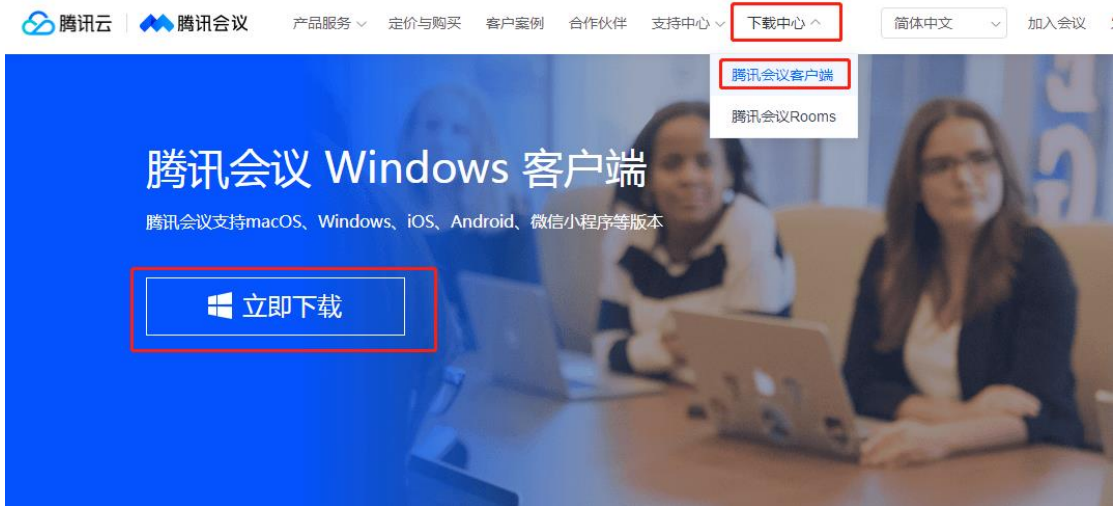 腾讯云 腾讯会议 产品服务 定价与购买 客户案例 合作伙伴 支持中心 下载中心 简体中文 加入会议
腾讯会议客户端
腾讯会议Rooms
腾讯会议 Windows 客户端
腾讯会议支持macOS、Windows、iOS、Android、微信小程序等版本
立即下载